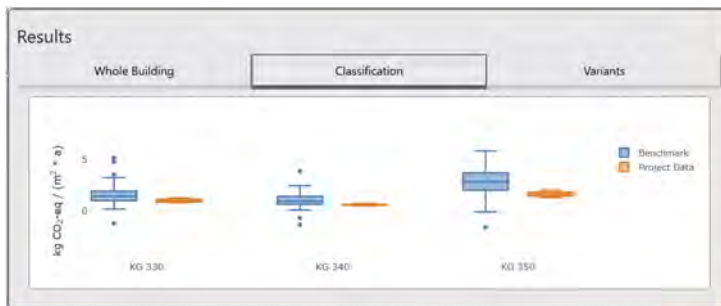 Results
Whole Building
Classification
Variants
kg CO₂-eq / (m² * a)
5
0
Benchmark
Project Data
KG 330
KG 340
KG 350